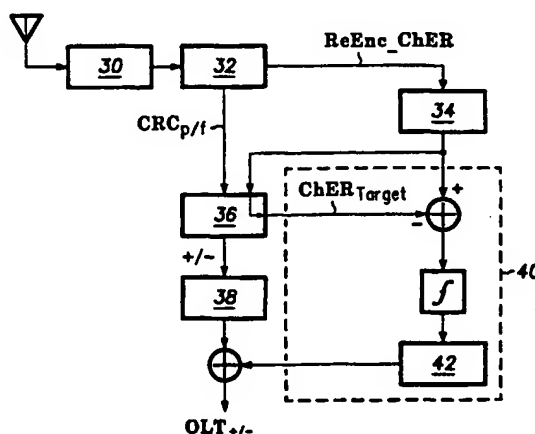 ReEnc_ChER
30
32
34
CRCp/f
ChERTarget
+
-
36
+/-
40
f
38
42
OLT+/-